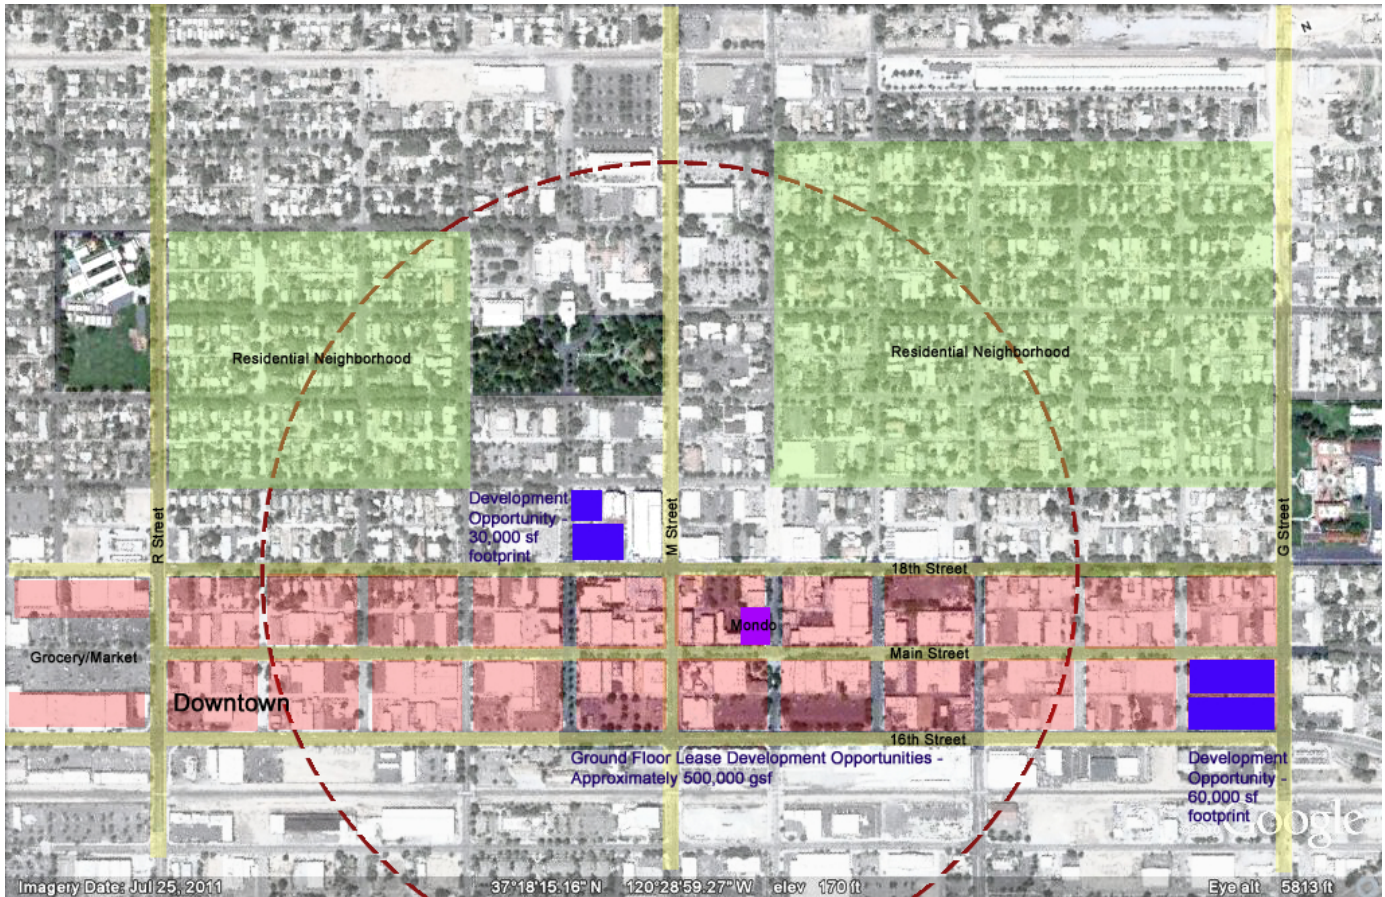 N
Residential Neighborhood
Residential Neighborhood
Development
Opportunity -
30,000 sf
footprint
R Street
M Street
G Street
18th Street
Mondo
Grocery/Market
Main Street
Downtown
16th Street
Ground Floor Lease Development Opportunities -
Approximately 500,000 gsf
Development
Opportunity -
60,000 sf
footprint
Google
Imagery Date: Jul 25, 2011
37°18'15.16" N 120°28'59.27" W elev 170 ft
Eye alt 5813 ft